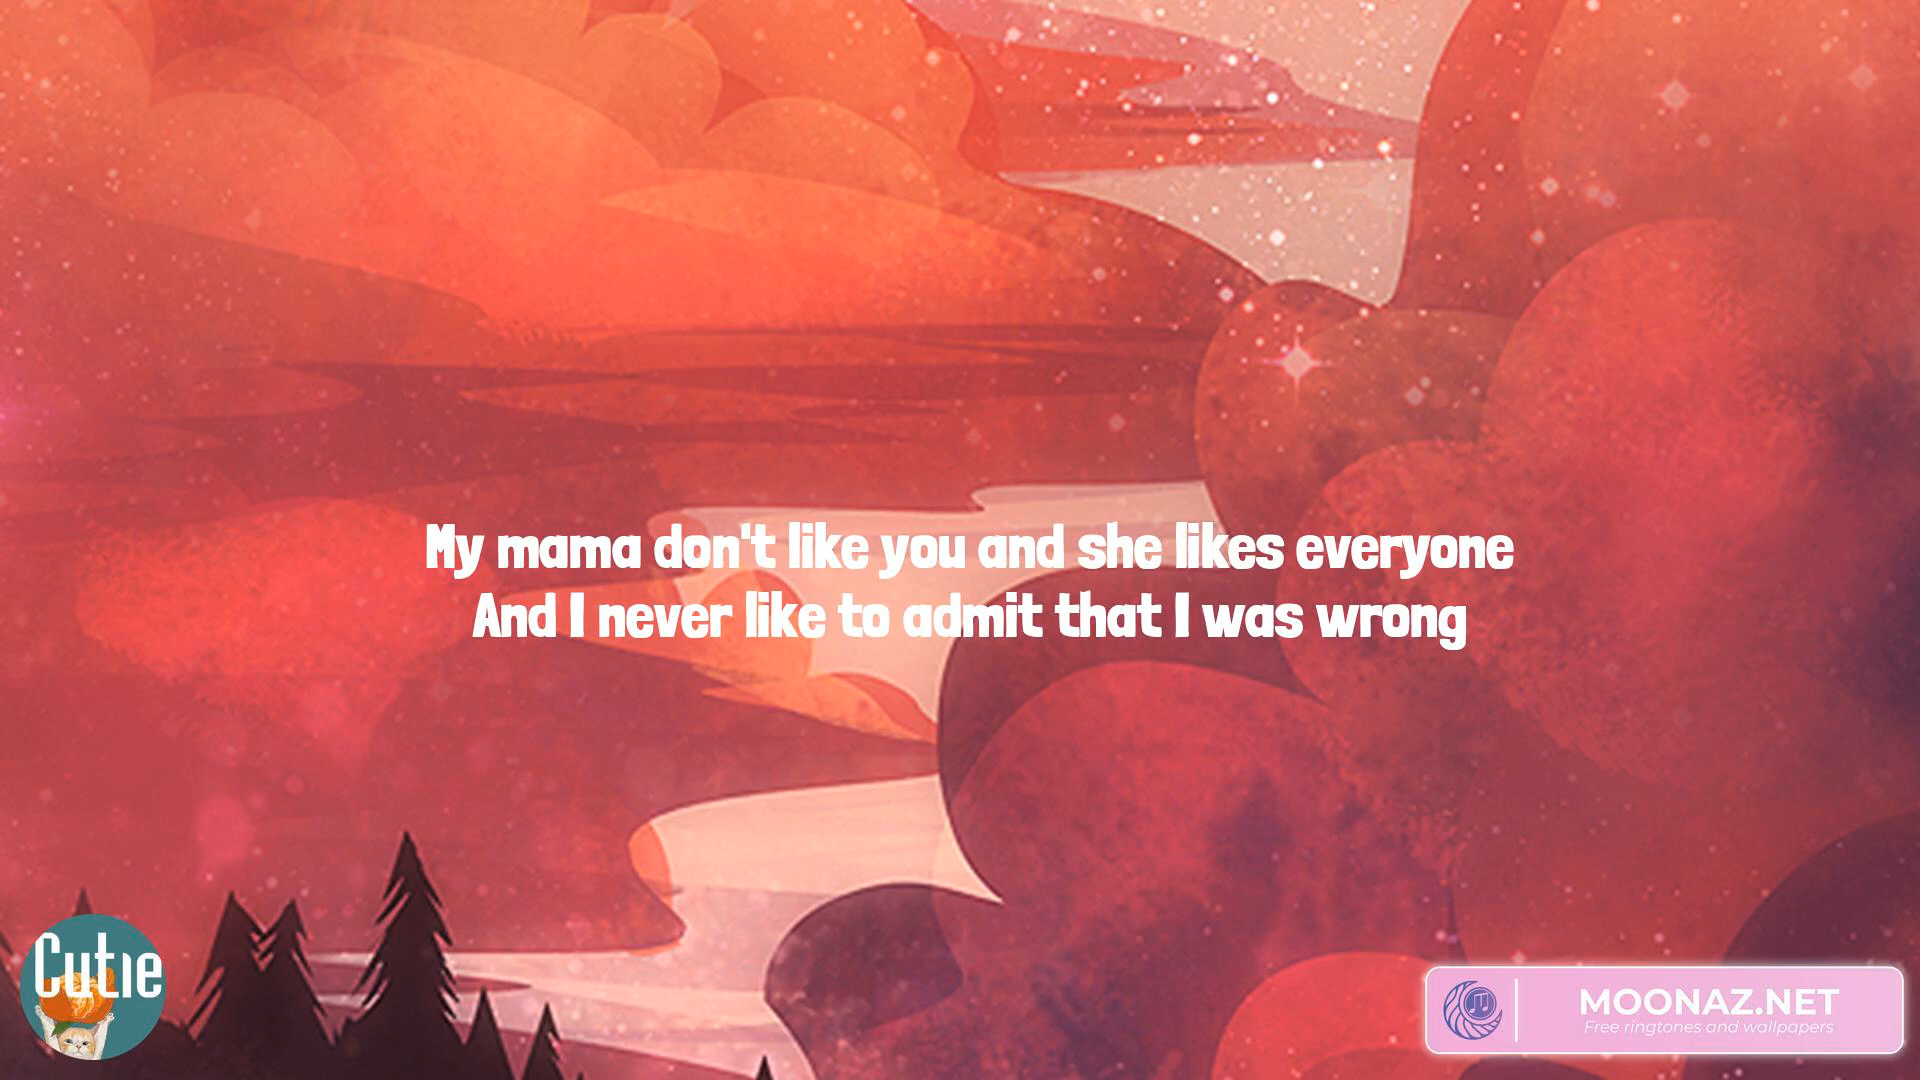 My mama don't like you and she likes everyone
And I never like to admit that I was wrong
Cutie
MOONAZ.NET
Free ringtones and wallpapers